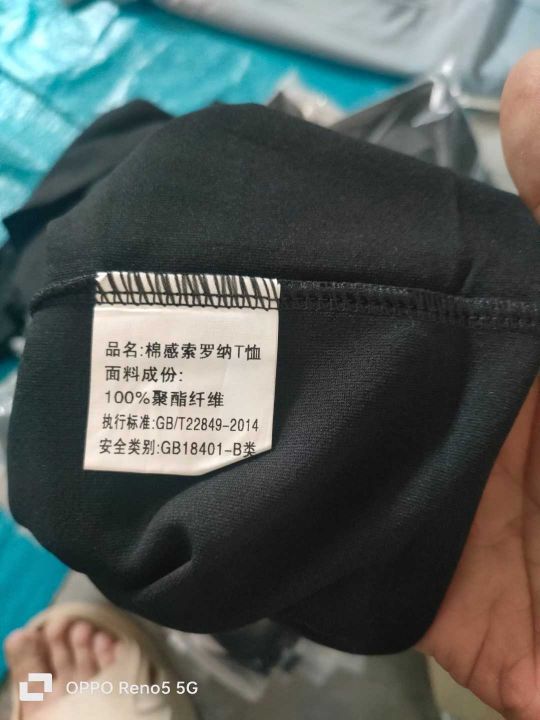 品名:棉感索罗纳T恤
面料成份:
100%聚酯纤维
执行标准:GB/T22849-2014
安全类别:GB18401-B类
OPPO Reno5 5G